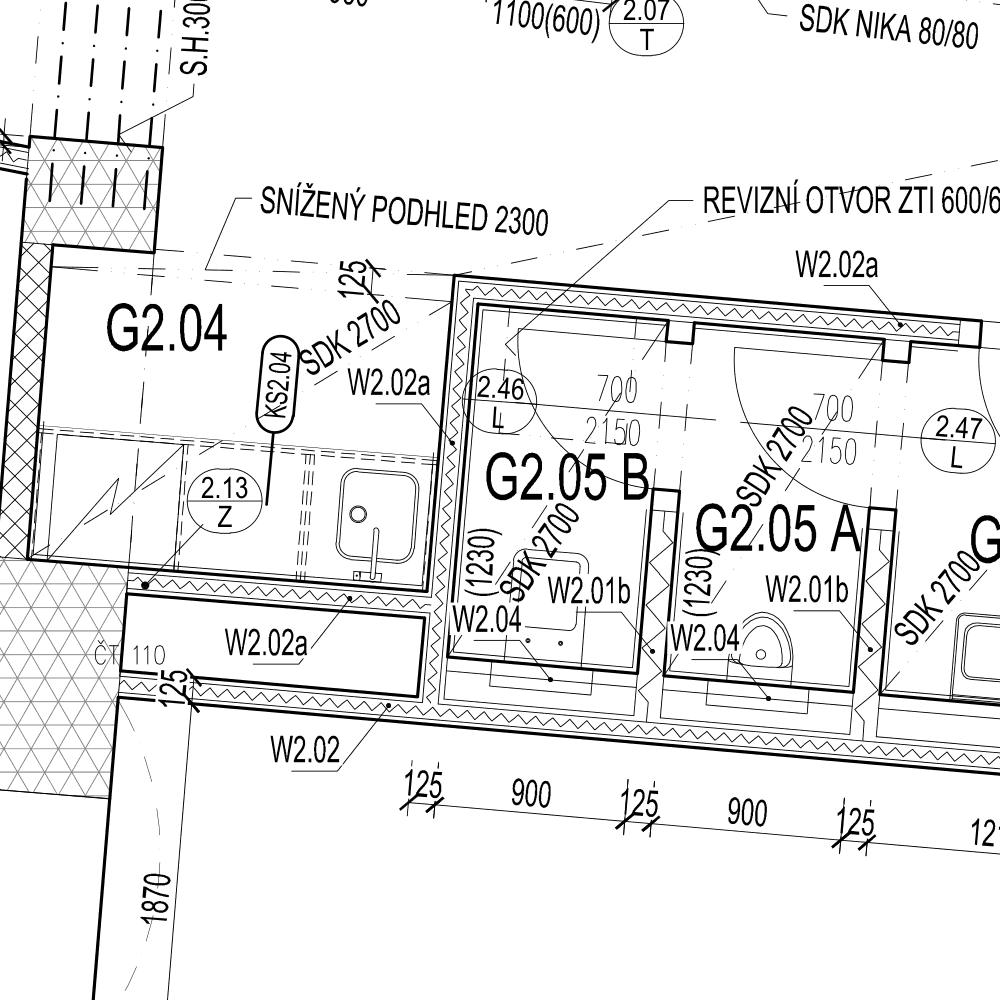 1100(600)
2.07
T
SDK NIKA 80/80
S.H.300
SNÍŽENÝ PODHLED 2300
REVIZNÍ OTVOR ZTI 600/6
W2.02a
125
G2.04
SDK 2700
KS2.04
W2.02a
2.46
L
700
2150
700
2150
2.47
L
SDK 2700
G2.05 B
2.13
Z
G2.05 A
G
(1230)
SDK 2700
W2.01b
(1230)
W2.01b
SDK 2700
W2.04
W2.04
W2.02a
110
125
W2.02
125
900
125
900
125
1870